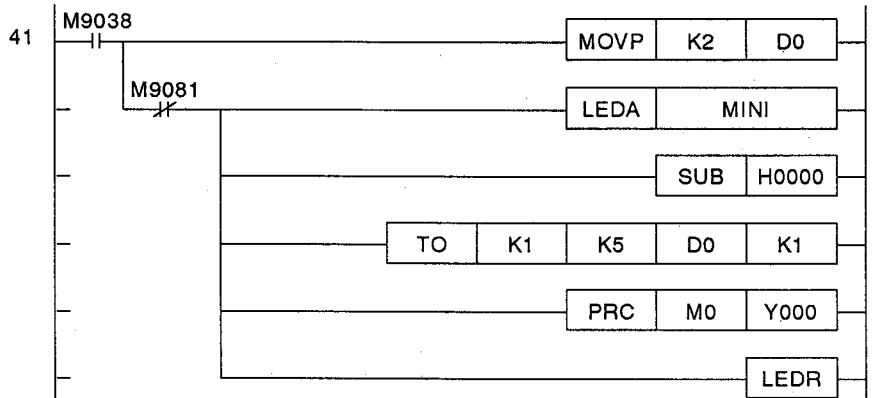 M9038
41 MOVP K2 D0
M9081
LEDA MINI
SUB H0000
TO K1 K5 D0 K1
PRC M0 Y000
LEDR